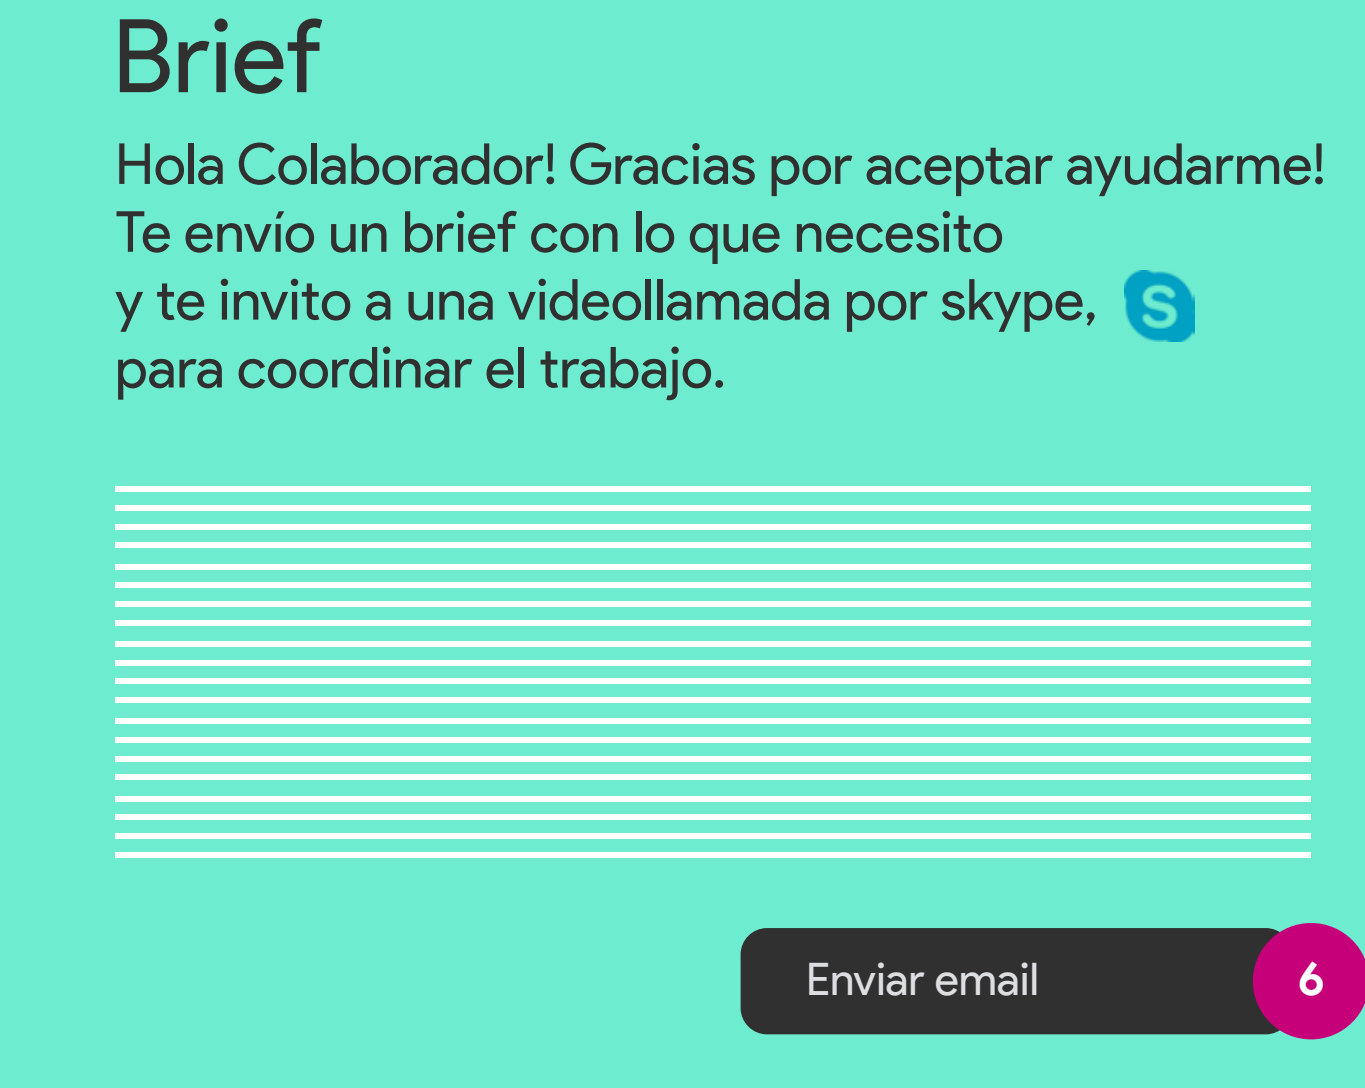 Brief
Hola Colaborador! Gracias por aceptar ayudarme!
Te envío un brief con lo que necesito
y te invito a una videollamada por skype, S
para coordinar el trabajo.
Enviar email 6